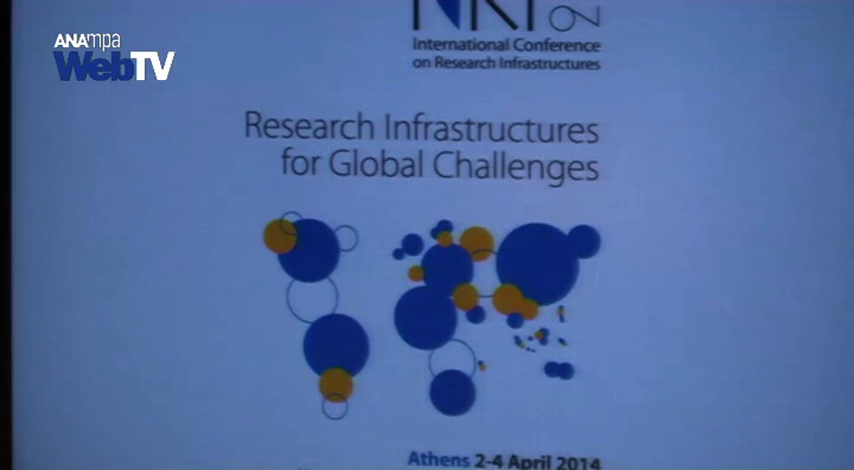 ANAmpa
WebTV
International Conference
on Research Infrastructures
Research Infrastructures
for Global Challenges
Athens 2-4 April 2014